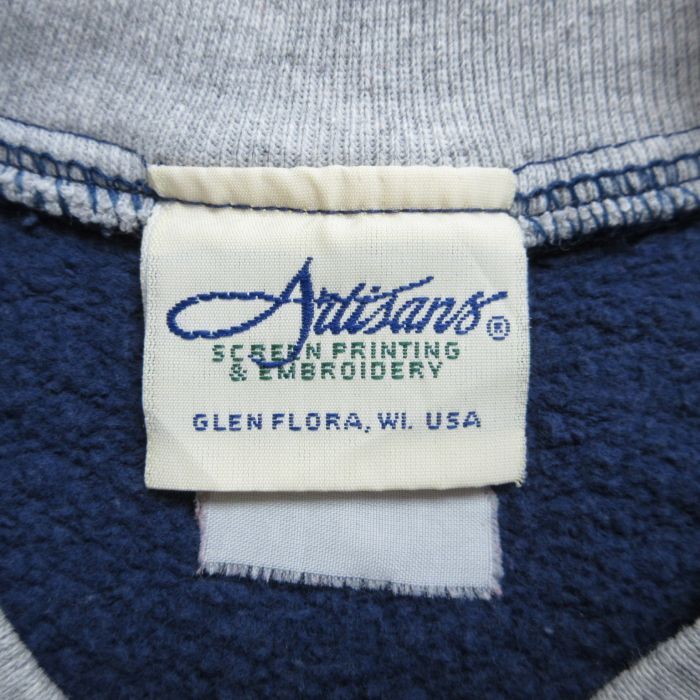 Artisans®
SCREEN PRINTING
& EMBROIDERY
GLEN FLORA, WI. USA